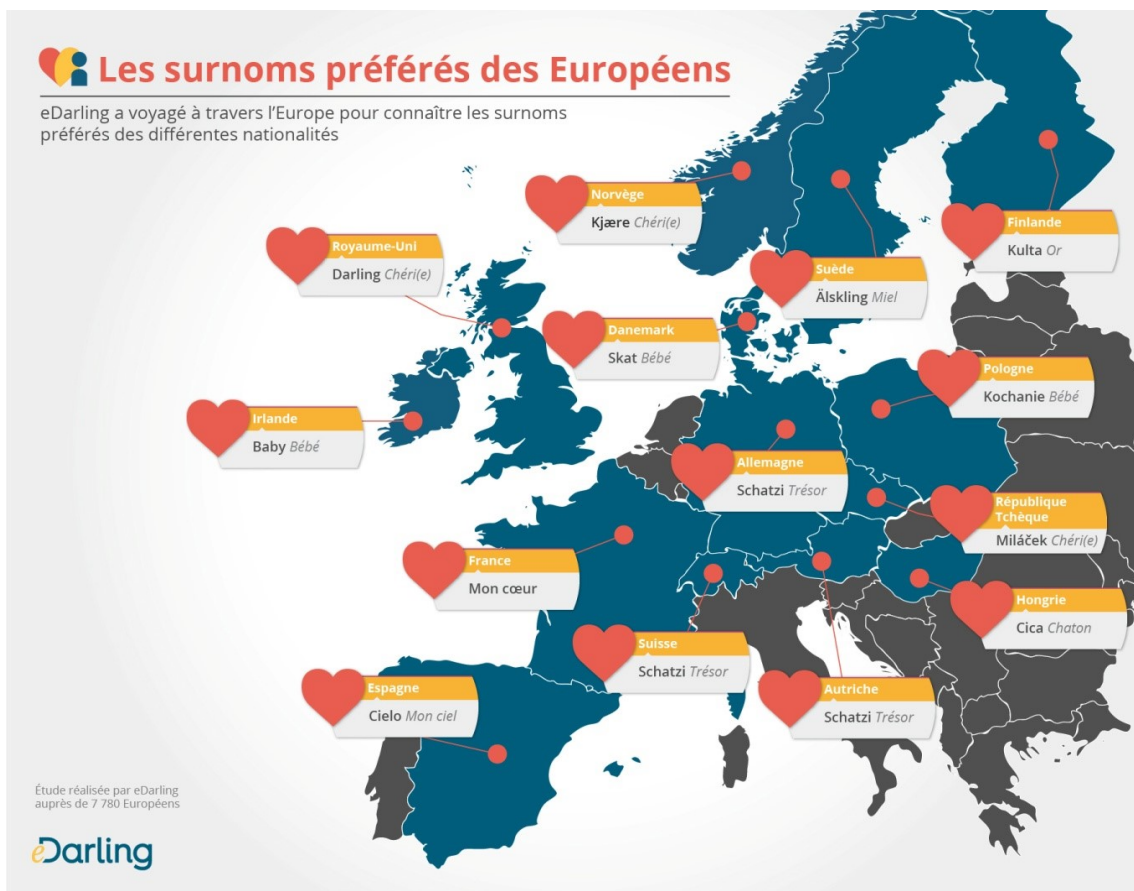 Les surnoms préférés des Européens
eDarling a voyagé à travers l'Europe pour connaître les surnoms
préférés des différentes nationalités
Norvège
Kjære Chéri(e)
Finlande
Kulta Or
Royaume-Uni
Darling Chéri(e)
Suède
Älskling Miel
Danemark
Skat Bébé
Pologne
Kochanie Bébé
Irlande
Baby Bébé
Allemagne
Schatzi Trésor
République
Tchèque
Miláček Chéri(e)
France
Mon cœur
Hongrie
Cica Chaton
Suisse
Schatzi Trésor
Espagne
Cielo Mon ciel
Autriche
Schatzi Trésor
Étude réalisée par eDarling
auprès de 7 780 Européens
eDarling